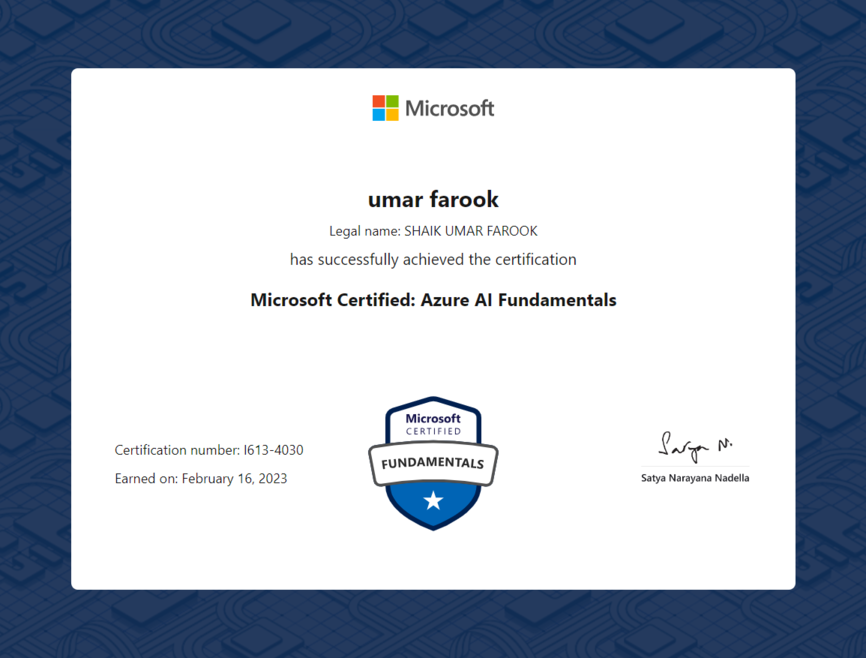 Microsoft
umar farook
Legal name: SHAIK UMAR FAROOK
has successfully achieved the certification
Microsoft Certified: Azure AI Fundamentals
Microsoft
CERTIFIED
FUNDAMENTALS
Certification number: I613-4030
Earned on: February 16, 2023
Satya N.
Satya Narayana Nadella